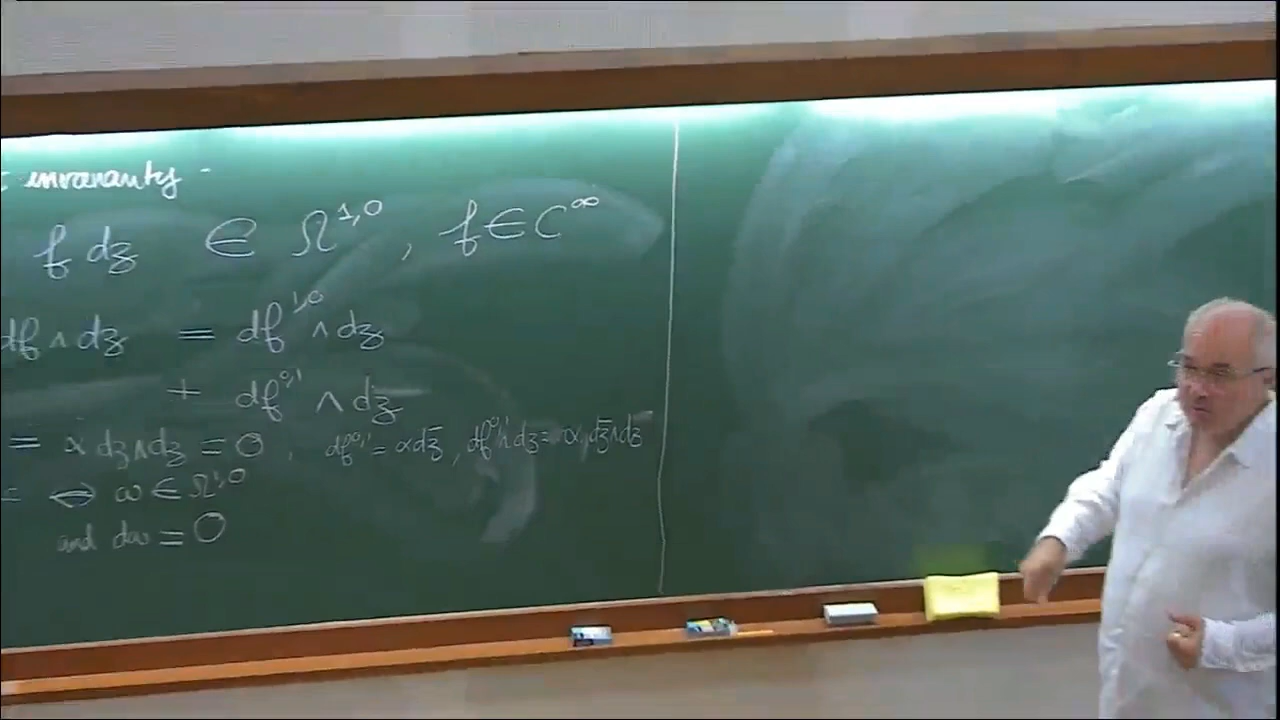 invarianty -
f dz ∈ Ω^{1,0}, f ∈ C^∞
df ∧ dz = df^{1,0} ∧ dz
+ df^{0,1} ∧ dz
= α dz∧dz = 0, df^{0,1} = α dz̄, df^{0,1}∧dz = α dz̄∧dz
= ⟺ ω ∈ Ω^{1,0}
and dω = 0